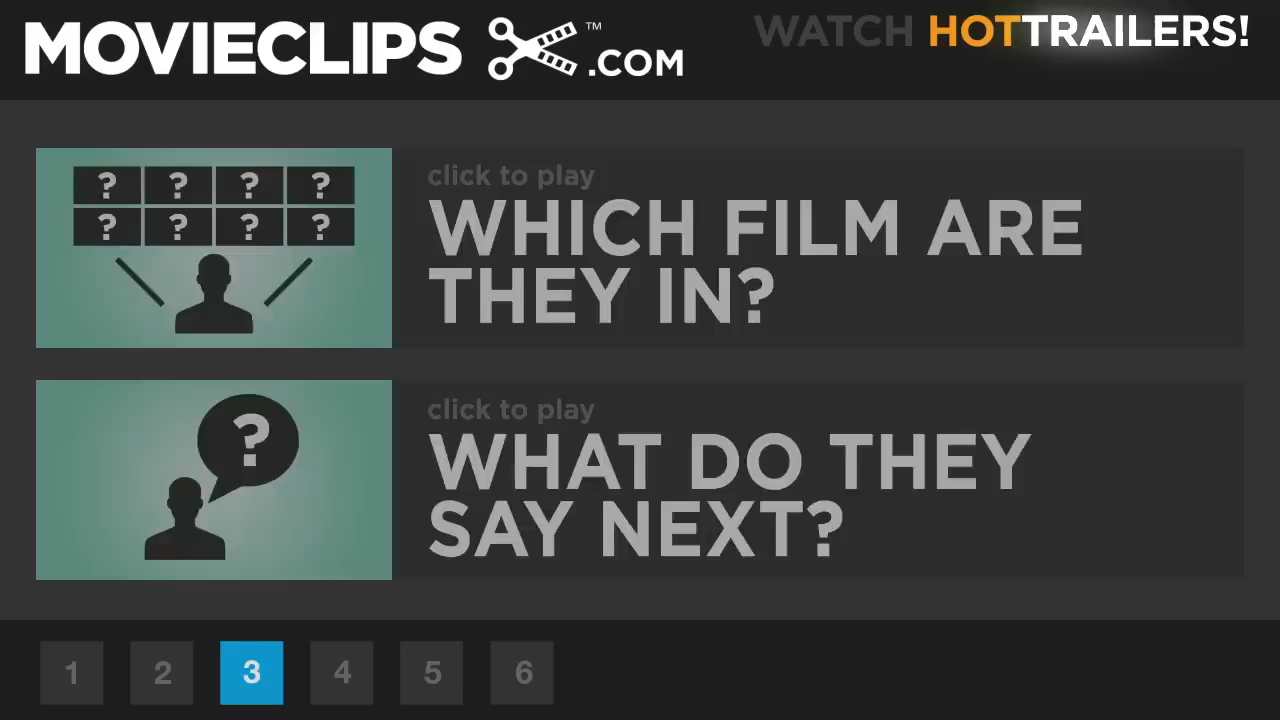 MOVIECLIPS ™ .COM
WATCH HOTTRAILERS!
? ? ? ?
? ? ? ?
click to play
WHICH FILM ARE
THEY IN?
?
click to play
WHAT DO THEY
SAY NEXT?
1 2 3 4 5 6